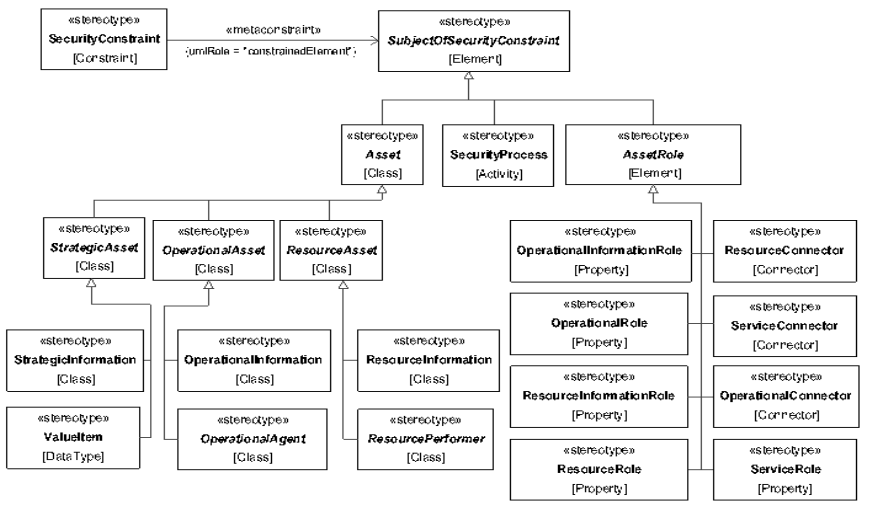 «stereotype»
SecurityConstraint
[Constraint]
«metaconstraint»
{umlRole = "constrainedElement"}
«stereotype»
SubjectOfSecurityConstraint
[Element]
«stereotype»
Asset
[Class]
«stereotype»
SecurityProcess
[Activity]
«stereotype»
AssetRole
[Element]
«stereotype»
StrategicAsset
[Class]
«stereotype»
OperationalAsset
[Class]
«stereotype»
ResourceAsset
[Class]
«stereotype»
OperationalInformationRole
[Property]
«stereotype»
ResourceConnector
[Connector]
«stereotype»
OperationalRole
[Property]
«stereotype»
ServiceConnector
[Connector]
«stereotype»
StrategicInformation
[Class]
«stereotype»
OperationalInformation
[Class]
«stereotype»
ResourceInformation
[Class]
«stereotype»
ResourceInformationRole
[Property]
«stereotype»
OperationalConnector
[Connector]
«stereotype»
ValueItem
[DataType]
«stereotype»
OperationalAgent
[Class]
«stereotype»
ResourcePerformer
[Class]
«stereotype»
ResourceRole
[Property]
«stereotype»
ServiceRole
[Property]